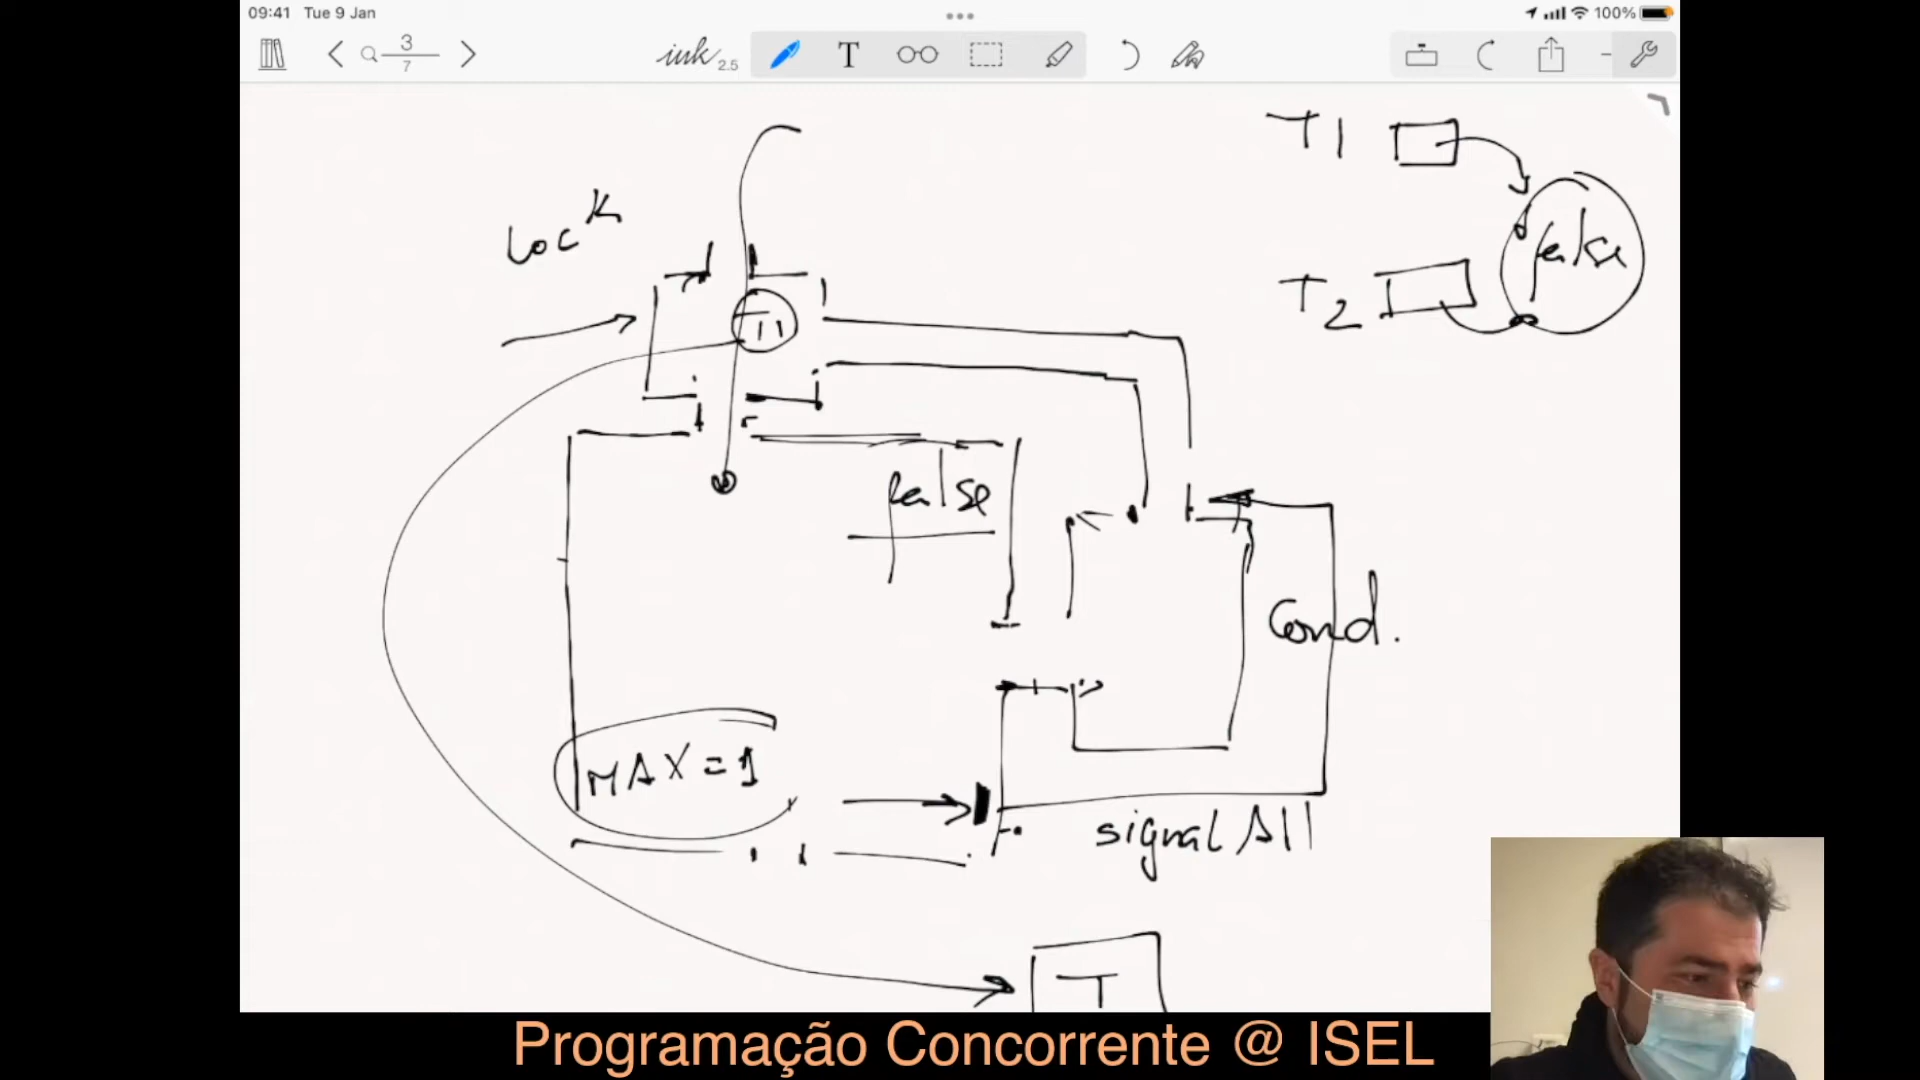 09:41 Tue 9 Jan
100%
3
7
ink 2.5
T
T1
Lock
false
T2
T1
false
Cond.
MAX = 1
signal All
T
Programação Concorrente @ ISEL